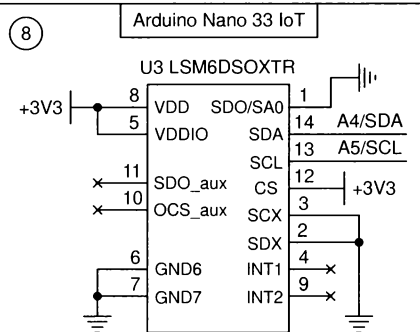 8
Arduino Nano 33 IoT
U3 LSM6DSOXTR
+3V3
8 VDD SDO/SA0 1
5 VDDIO SDA 14 A4/SDA
SCL 13 A5/SCL
11 SDO_aux CS 12 +3V3
10 OCS_aux SCX 3
SDX 2
6 GND6 INT1 4
7 GND7 INT2 9